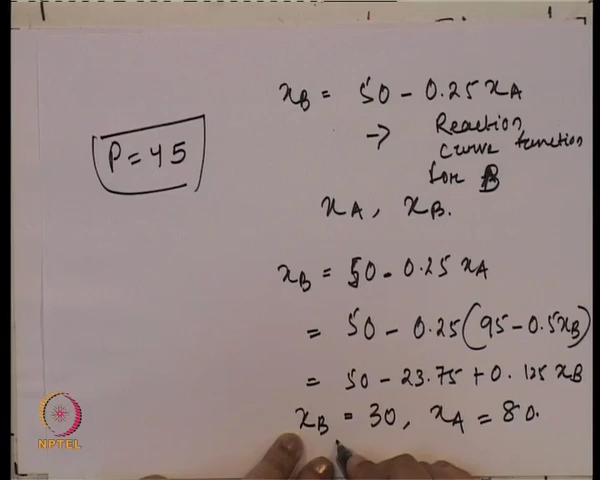 x_B = 50 - 0.25 x_A
→ Reaction
curve function
for B
P = 45
x_A, x_B.
x_B = 50 - 0.25 x_A
= 50 - 0.25 (95 - 0.5x_B)
= 50 - 23.75 + 0.125 x_B
x_B = 30, x_A = 80.
NPTEL